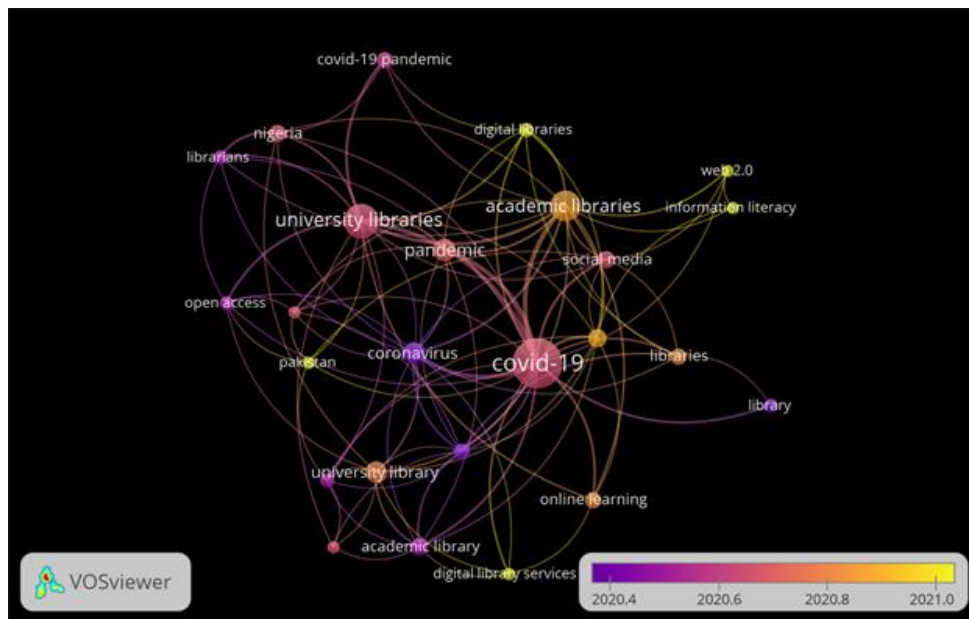 covid-19 pandemic
nigeria
digital libraries
librarians
web 2.0
university libraries
academic libraries
information literacy
pandemic
social media
open access
coronavirus
covid-19
libraries
pakistan
library
university library
online learning
academic library
digital library services
VOSviewer
2020.4 2020.6 2020.8 2021.0